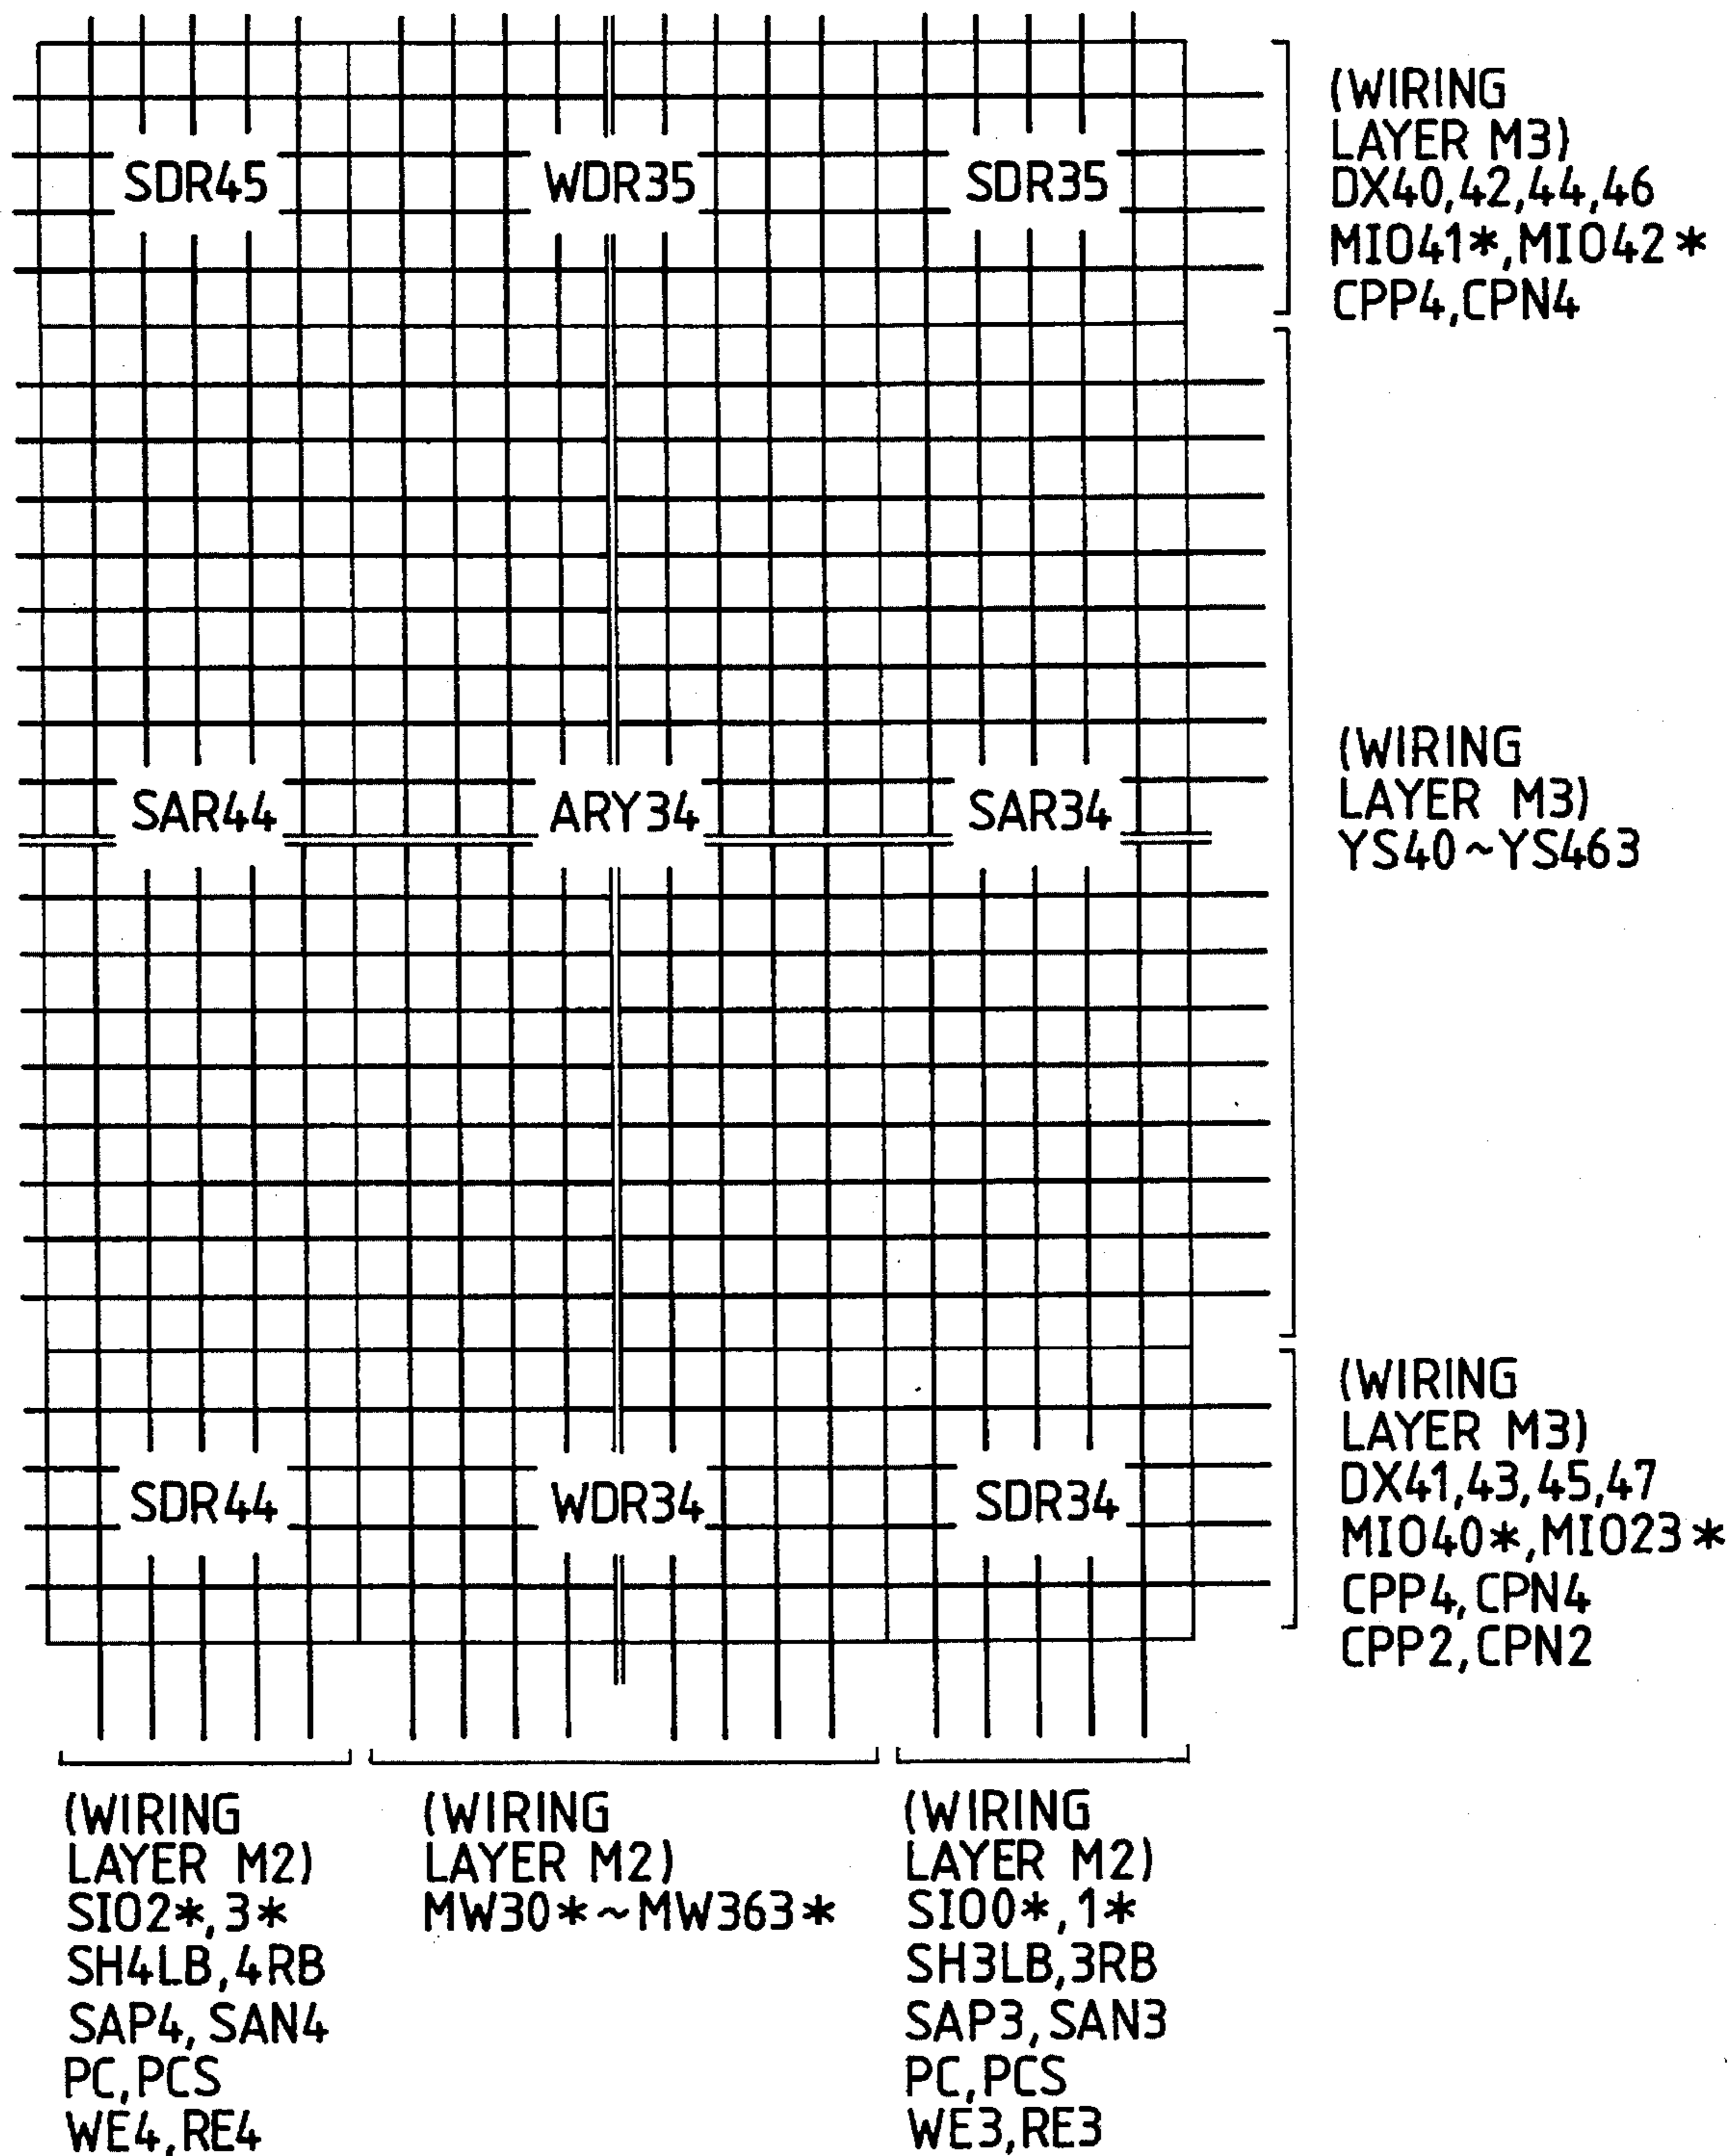 (WIRING
LAYER M3)
DX40,42,44,46
MIO41*,MIO42*
CPP4,CPN4
SDR45 WDR35 SDR35
(WIRING
LAYER M3)
YS40~YS463
SAR44 ARY34 SAR34
(WIRING
LAYER M3)
DX41,43,45,47
MIO40*,MIO23*
CPP4,CPN4
CPP2,CPN2
SDR44 WDR34 SDR34
(WIRING
LAYER M2)
SIO2*,3*
SH4LB,4RB
SAP4,SAN4
PC,PCS
WE4,RE4
(WIRING
LAYER M2)
MW30*~MW363*
(WIRING
LAYER M2)
SIO0*,1*
SH3LB,3RB
SAP3,SAN3
PC,PCS
WE3,RE3